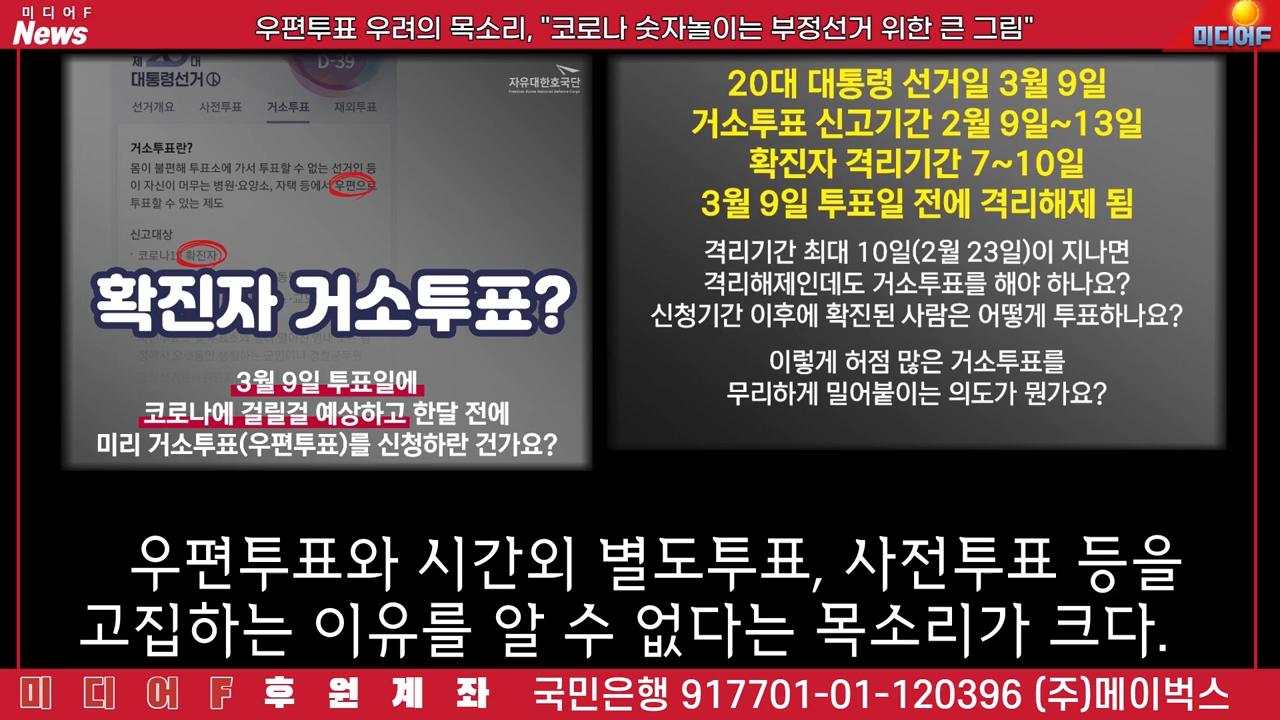 미디어F
News
우편투표 우려의 목소리, "코로나 숫자놀이는 부정선거 위한 큰 그림"
미디어F
제20대
대통령선거
D-39
자유대한호국단
선거개요 사전투표 거소투표 재외투표
거소투표란?
몸이 불편해 투표소에 가서 투표할 수 없는 선거인 등
이 자신이 머무는 병원·요양소, 자택 등에서 우편으로
투표할 수 있는 제도
신고대상
· 코로나19 확진자
확진자 거소투표?
3월 9일 투표일에
코로나에 걸릴걸 예상하고 한달 전에
미리 거소투표(우편투표)를 신청하란 건가요?
20대 대통령 선거일 3월 9일
거소투표 신고기간 2월 9일~13일
확진자 격리기간 7~10일
3월 9일 투표일 전에 격리해제 됨
격리기간 최대 10일(2월 23일)이 지나면
격리해제인데도 거소투표를 해야 하나요?
신청기간 이후에 확진된 사람은 어떻게 투표하나요?
이렇게 허점 많은 거소투표를
무리하게 밀어붙이는 의도가 뭔가요?
우편투표와 시간외 별도투표, 사전투표 등을
고집하는 이유를 알 수 없다는 목소리가 크다.
미디어F 후원계좌 국민은행 917701-01-120396 (주)메이벅스